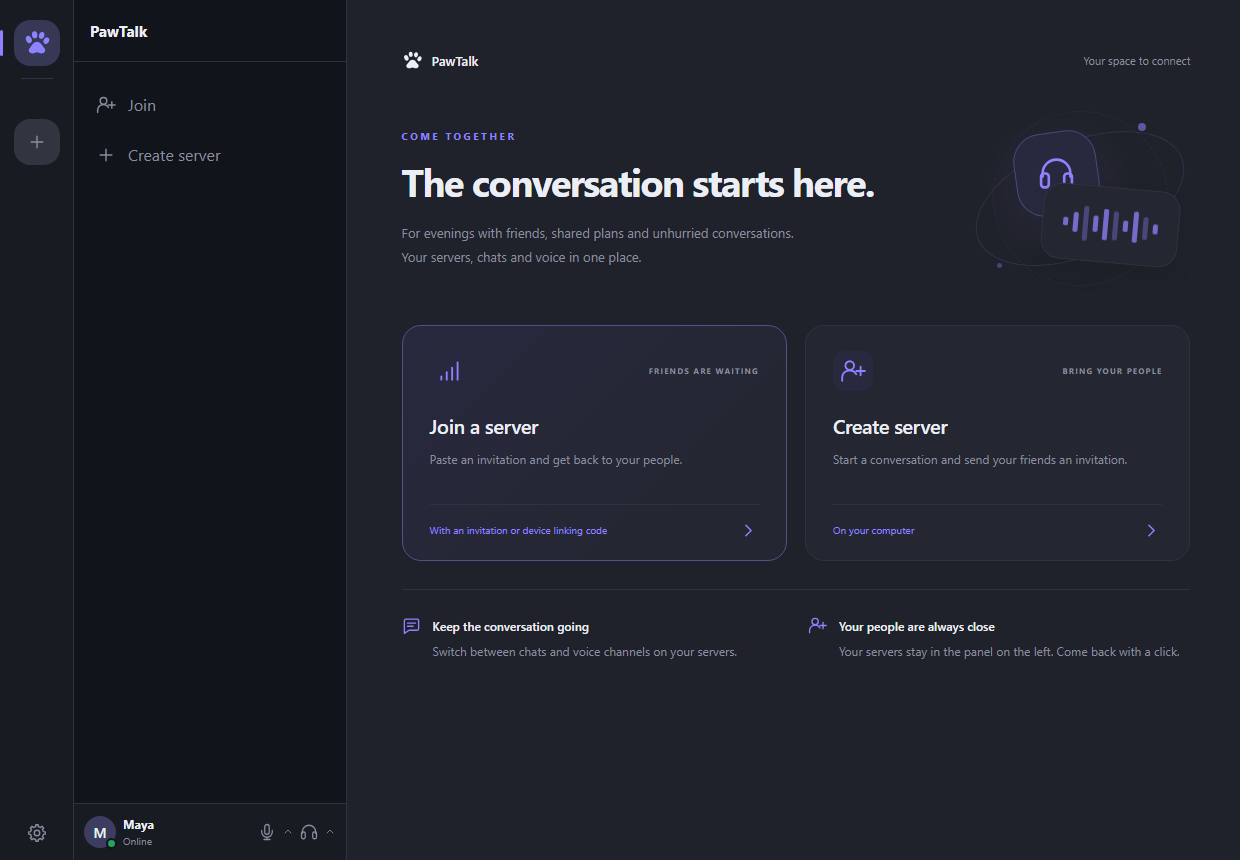 PawTalk
Join
Create server
M
Maya
Online
PawTalk
Your space to connect
COME TOGETHER
The conversation starts here.
For evenings with friends, shared plans and unhurried conversations.
Your servers, chats and voice in one place.
FRIENDS ARE WAITING
Join a server
Paste an invitation and get back to your people.
With an invitation or device linking code
BRING YOUR PEOPLE
Create server
Start a conversation and send your friends an invitation.
On your computer
Keep the conversation going
Switch between chats and voice channels on your servers.
Your people are always close
Your servers stay in the panel on the left. Come back with a click.